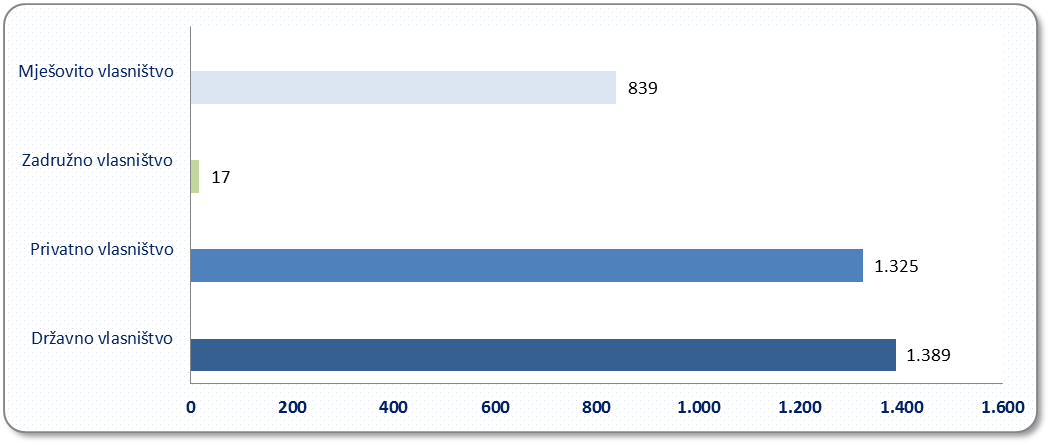 Mješovito vlasništvo
839
Zadružno vlasništvo
17
Privatno vlasništvo
1.325
Državno vlasništvo
1.389
0 200 400 600 800 1.000 1.200 1.400 1.600